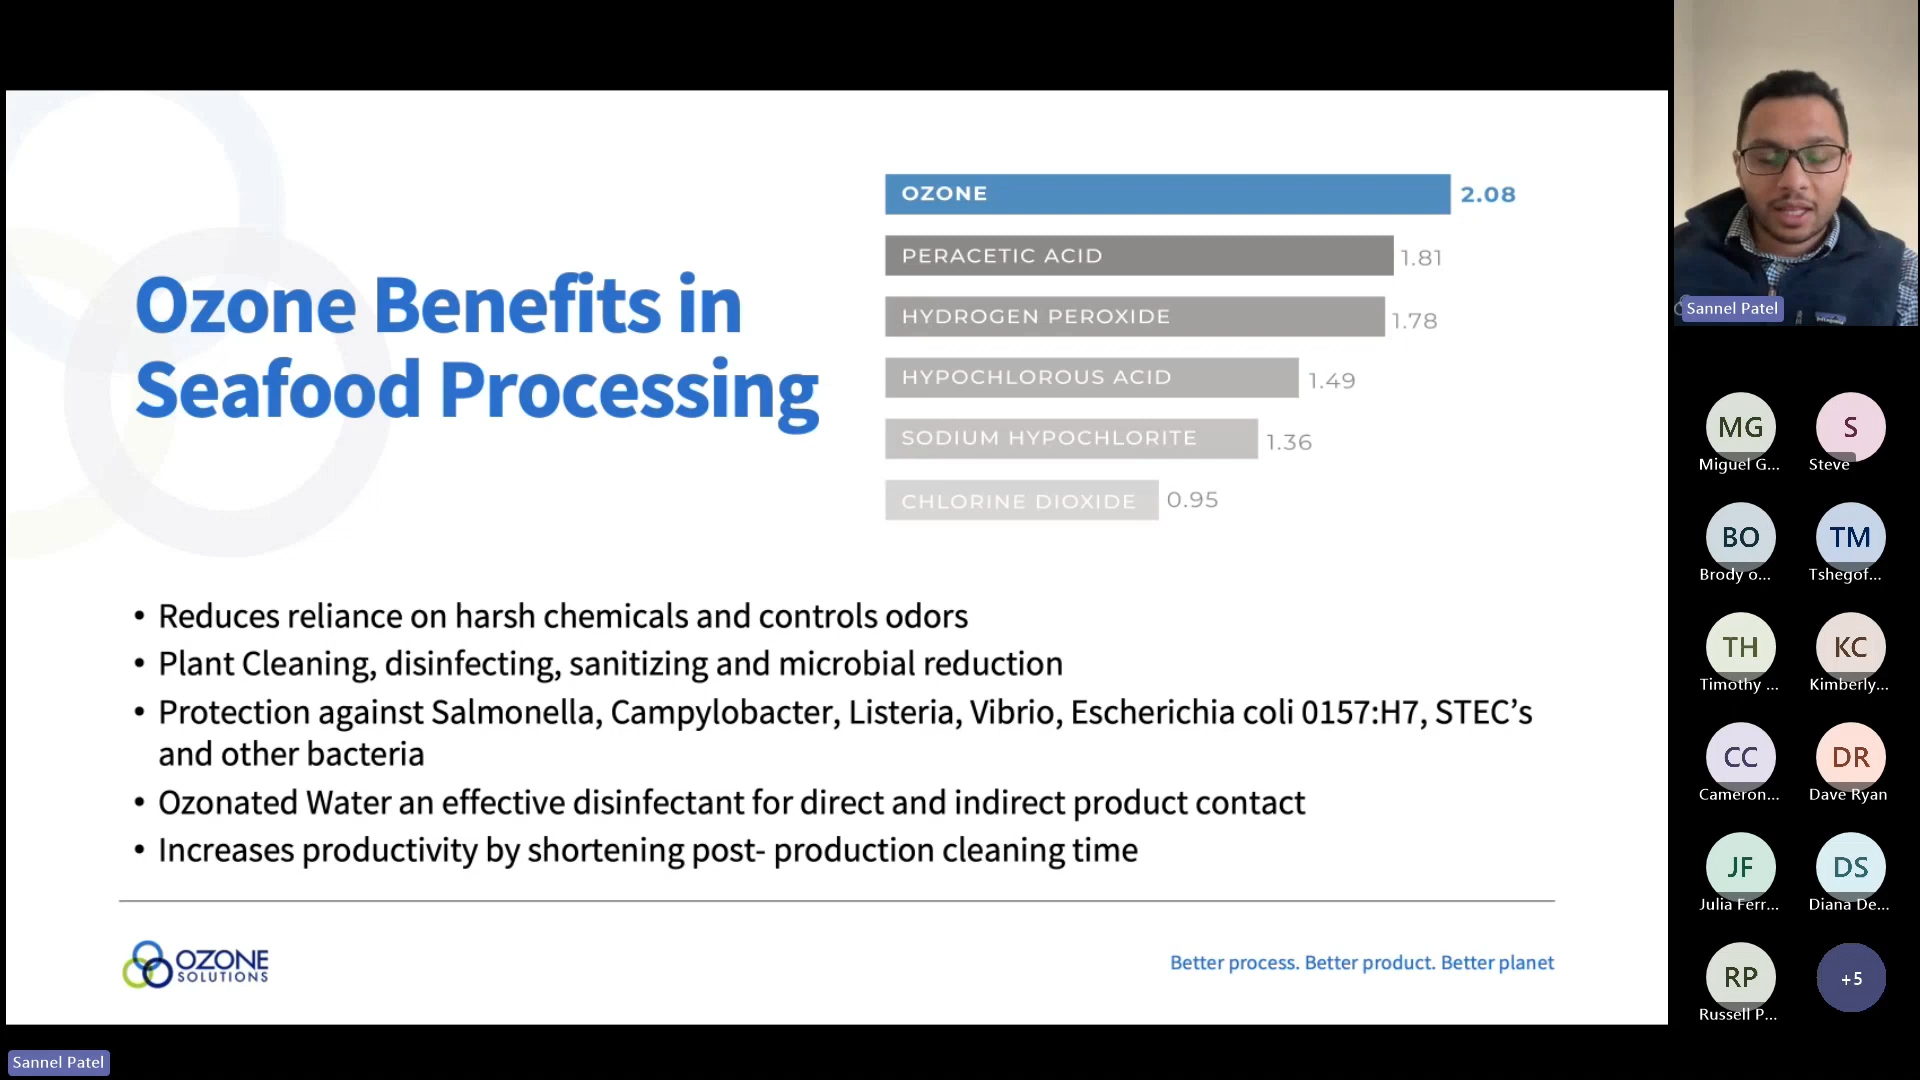 Ozone Benefits in
Seafood Processing
OZONE 2.08
PERACETIC ACID 1.81
HYDROGEN PEROXIDE 1.78
HYPOCHLOROUS ACID 1.49
SODIUM HYPOCHLORITE 1.36
CHLORINE DIOXIDE 0.95
• Reduces reliance on harsh chemicals and controls odors
• Plant Cleaning, disinfecting, sanitizing and microbial reduction
• Protection against Salmonella, Campylobacter, Listeria, Vibrio, Escherichia coli 0157:H7, STEC’s
and other bacteria
• Ozonated Water an effective disinfectant for direct and indirect product contact
• Increases productivity by shortening post- production cleaning time
OZONE
SOLUTIONS
Better process. Better product. Better planet
Sannel Patel
Sannel Patel
MG
Miguel G...
S
Steve
BO
Brody o...
TM
Tshegof...
TH
Timothy ...
KC
Kimberly...
CC
Cameron...
DR
Dave Ryan
JF
Julia Ferr...
DS
Diana De...
RP
Russell P...
+5